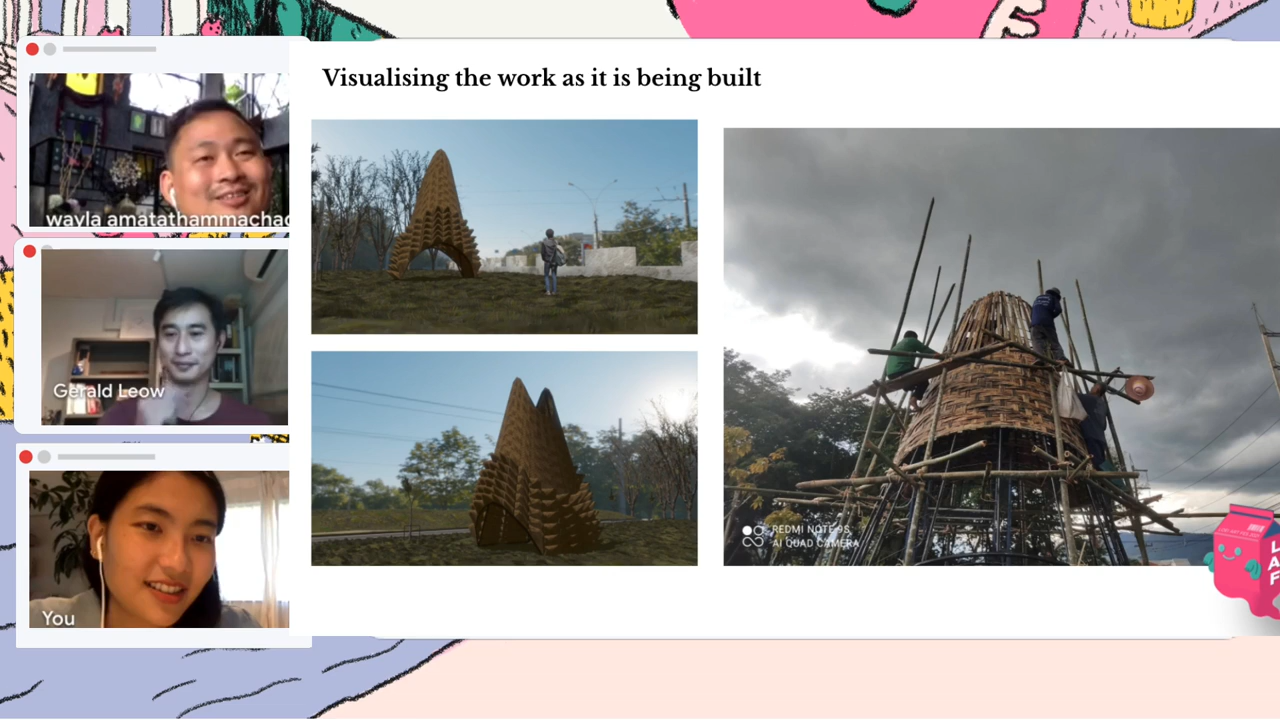 Visualising the work as it is being built
wayla amatathammachad
Gerald Leow
You
REDMI NOTE 9S
AI QUAD CAMERA